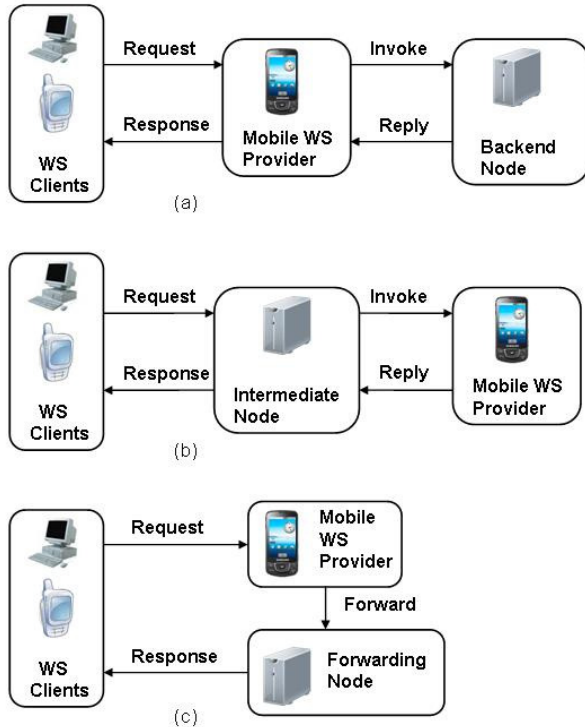 Request
Invoke
Response
Reply
WS
Clients
Mobile WS
Provider
Backend
Node
(a)
Request
Invoke
Response
Reply
WS
Clients
Intermediate
Node
Mobile WS
Provider
(b)
Request
Mobile
WS
Provider
Forward
Response
WS
Clients
Forwarding
Node
(c)